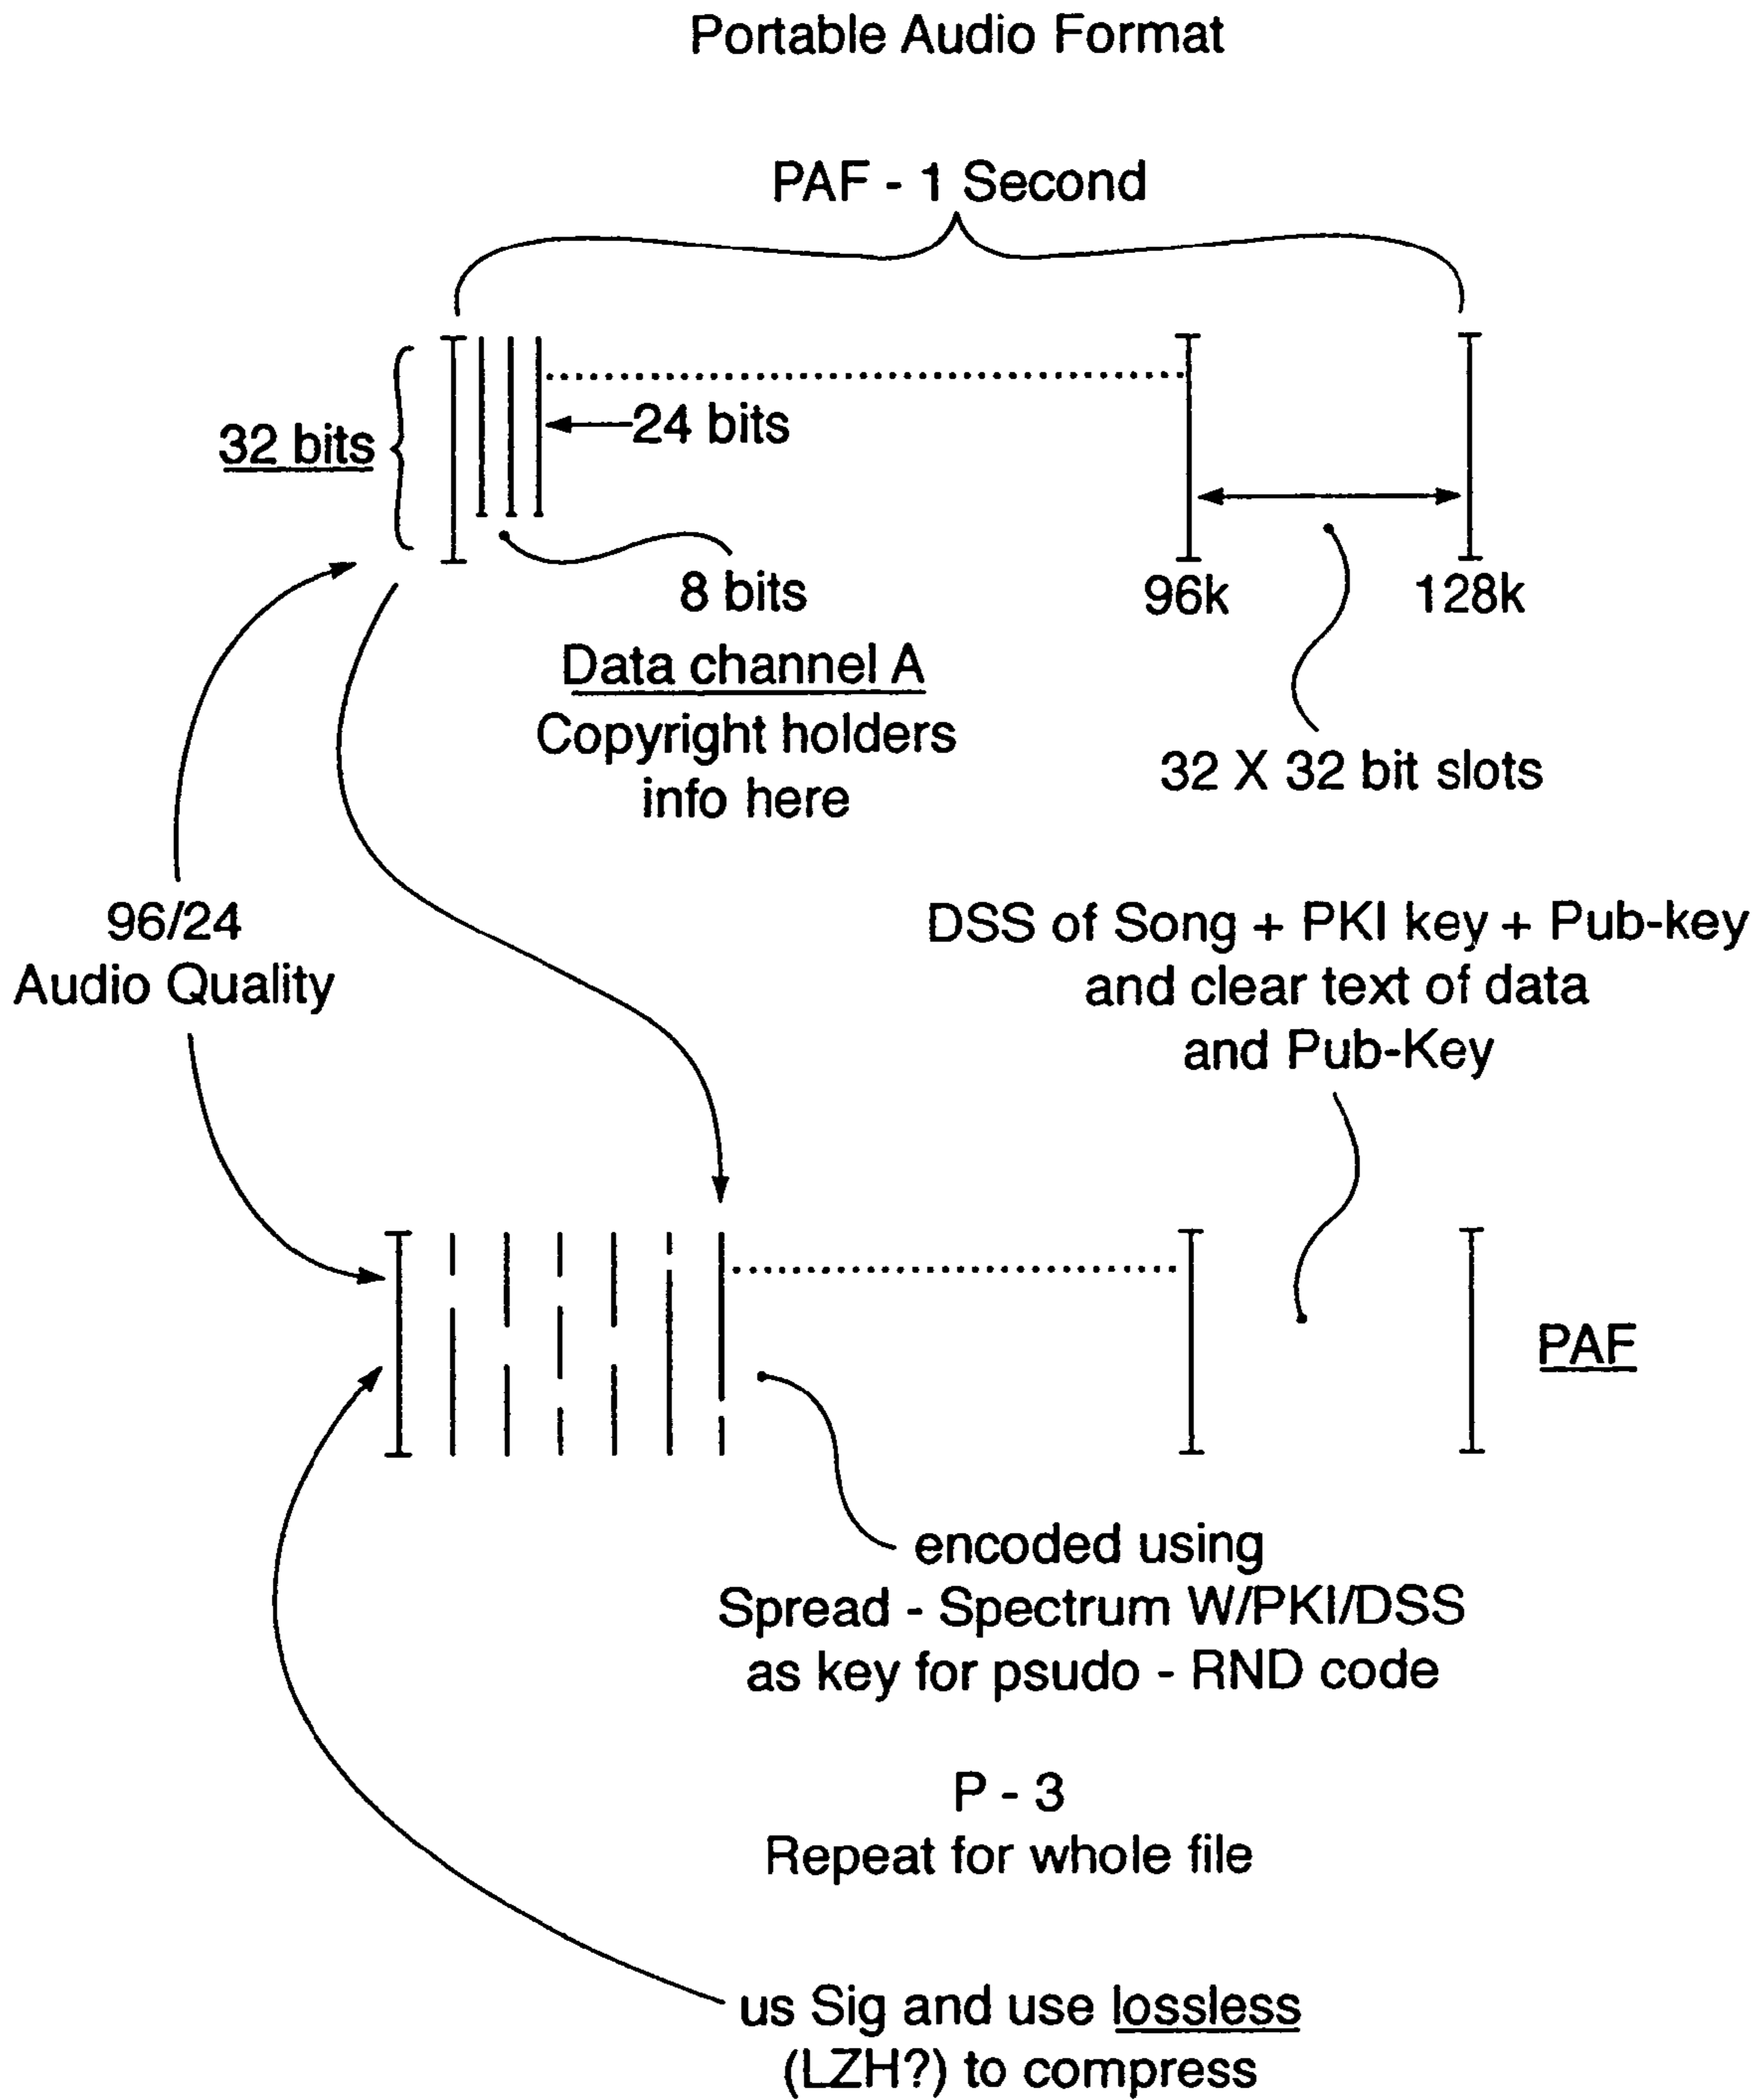 Portable Audio Format
PAF - 1 Second
32 bits
24 bits
8 bits
Data channel A
Copyright holders
info here
96k
128k
32 X 32 bit slots
96/24
Audio Quality
DSS of Song + PKI key + Pub-key
and clear text of data
and Pub-Key
PAF
encoded using
Spread - Spectrum W/PKI/DSS
as key for psudo - RND code
P - 3
Repeat for whole file
us Sig and use lossless
(LZH?) to compress